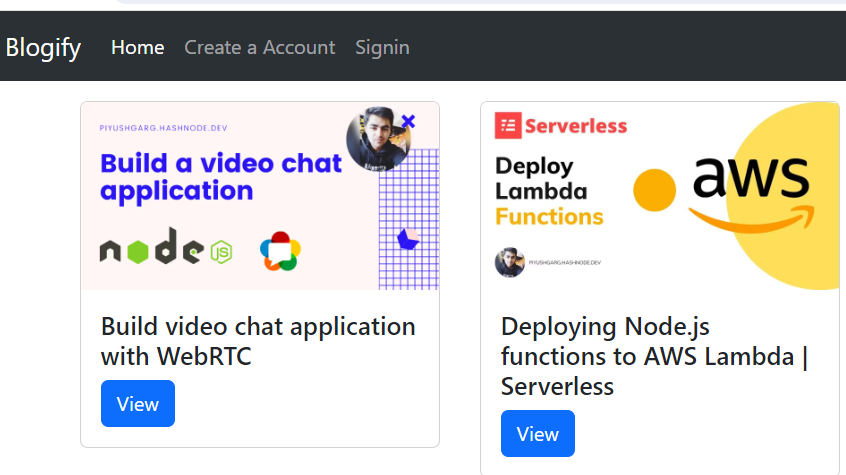 Blogify Home Create a Account Signin
PIYUSHGARG.HASHNODE.DEV
Build a video chat
application
node
JS
Build video chat application
with WebRTC
View
Serverless
Deploy
Lambda
Functions
aws
PIYUSHGARG.HASHNODE.DEV
Deploying Node.js
functions to AWS Lambda |
Serverless
View